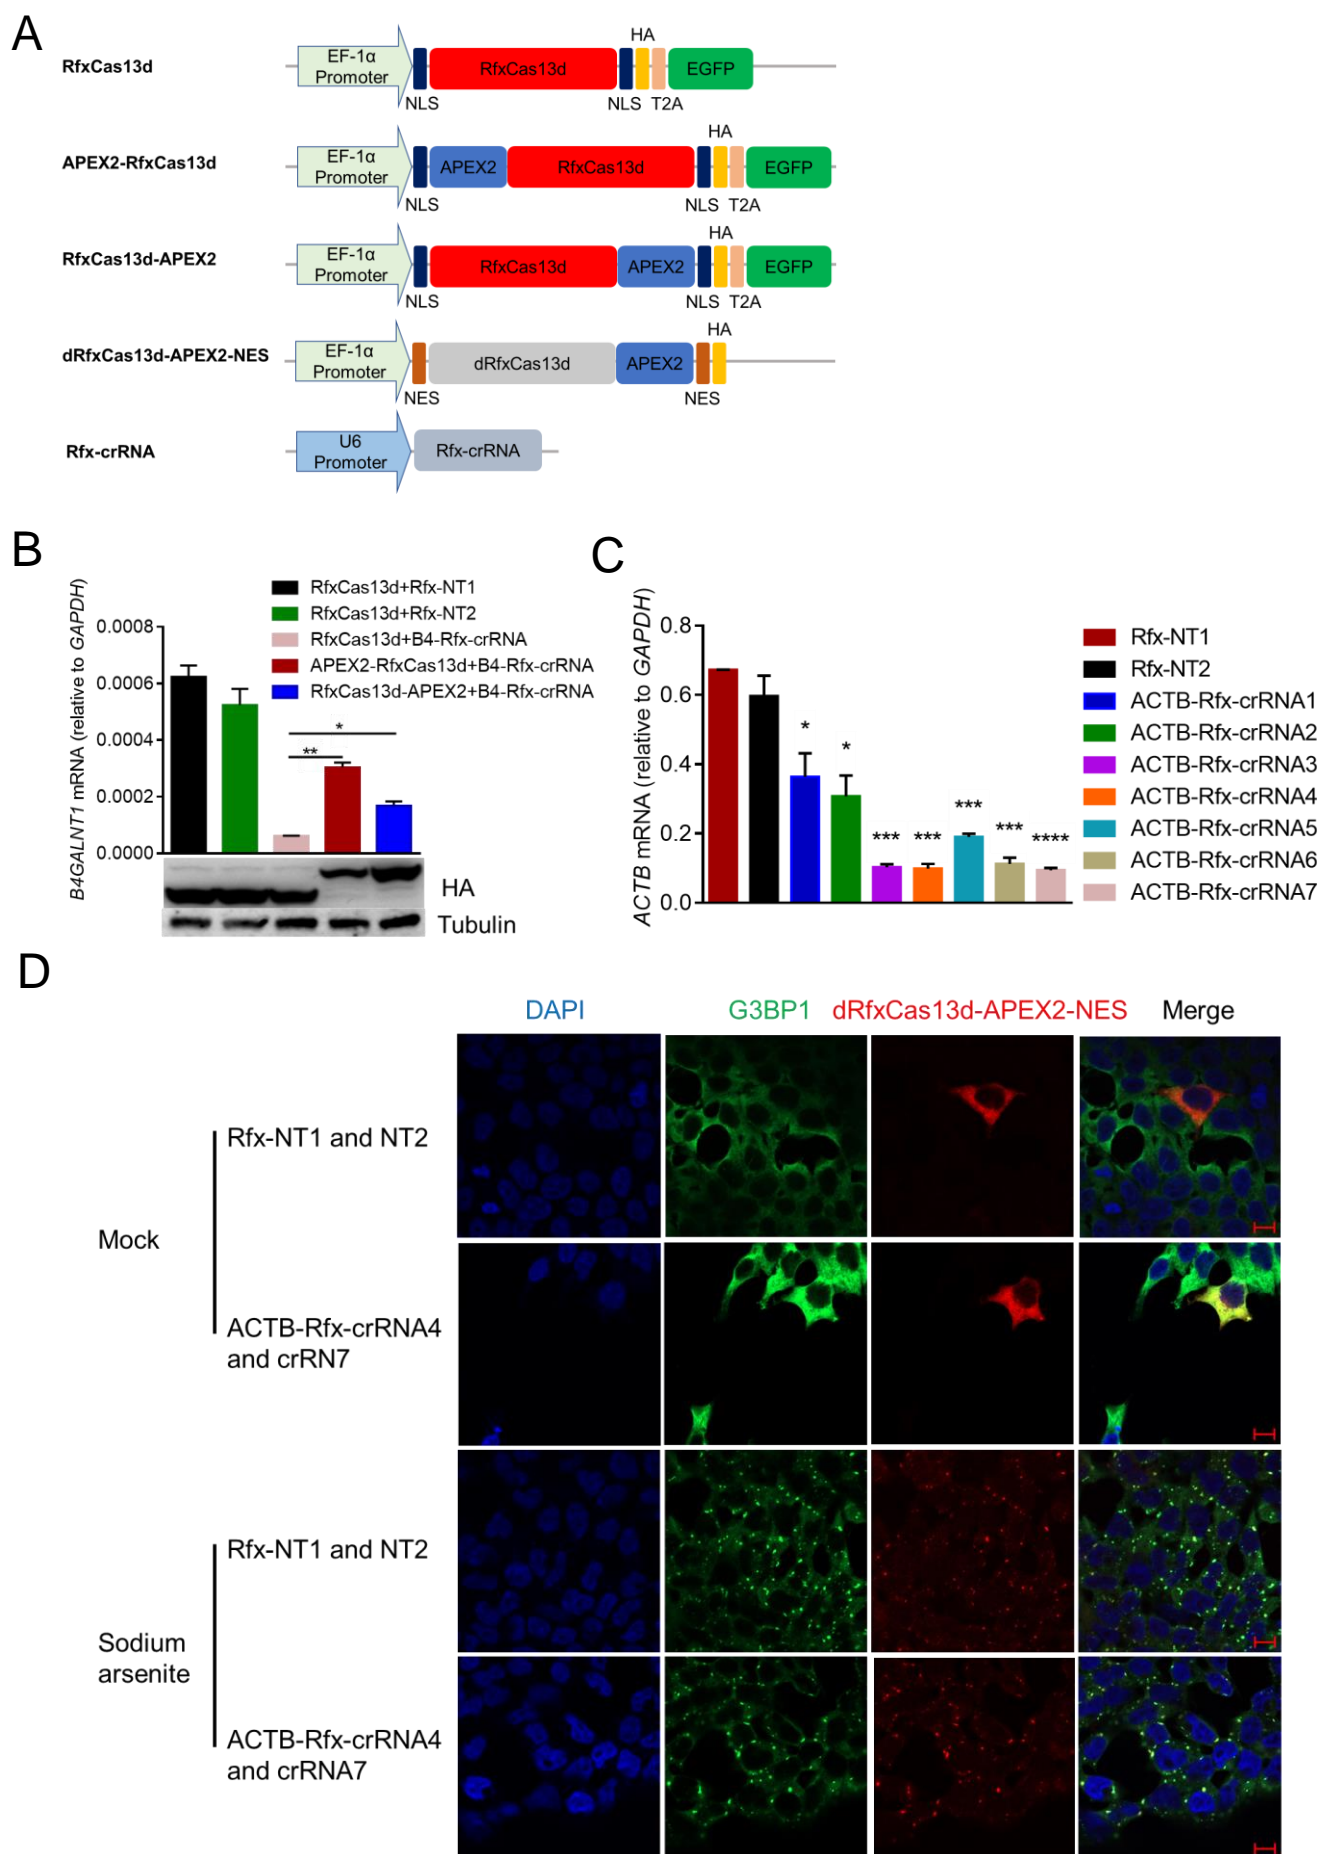 A
RfxCas13d
EF-1α
Promoter
NLS
RfxCas13d
NLS
HA
T2A
EGFP
APEX2-RfxCas13d
EF-1α
Promoter
NLS
APEX2
RfxCas13d
NLS
HA
T2A
EGFP
RfxCas13d-APEX2
EF-1α
Promoter
NLS
RfxCas13d
APEX2
NLS
HA
T2A
EGFP
dRfxCas13d-APEX2-NES
EF-1α
Promoter
NES
dRfxCas13d
APEX2
NES
HA
Rfx-crRNA
U6
Promoter
Rfx-crRNA
B
B4GALNT1 mRNA (relative to GAPDH)
0.0008
0.0006
0.0004
0.0002
0.0000
RfxCas13d+Rfx-NT1
RfxCas13d+Rfx-NT2
RfxCas13d+B4-Rfx-crRNA
APEX2-RfxCas13d+B4-Rfx-crRNA
RfxCas13d-APEX2+B4-Rfx-crRNA
*
**
HA
Tubulin
C
ACTB mRNA (relative to GAPDH)
0.8
0.6
0.4
0.2
0.0
*
*
***
***
***
***
****
Rfx-NT1
Rfx-NT2
ACTB-Rfx-crRNA1
ACTB-Rfx-crRNA2
ACTB-Rfx-crRNA3
ACTB-Rfx-crRNA4
ACTB-Rfx-crRNA5
ACTB-Rfx-crRNA6
ACTB-Rfx-crRNA7
D
DAPI
G3BP1
dRfxCas13d-APEX2-NES
Merge
Mock
Rfx-NT1 and NT2
ACTB-Rfx-crRNA4
and crRN7
Sodium
arsenite
Rfx-NT1 and NT2
ACTB-Rfx-crRNA4
and crRNA7